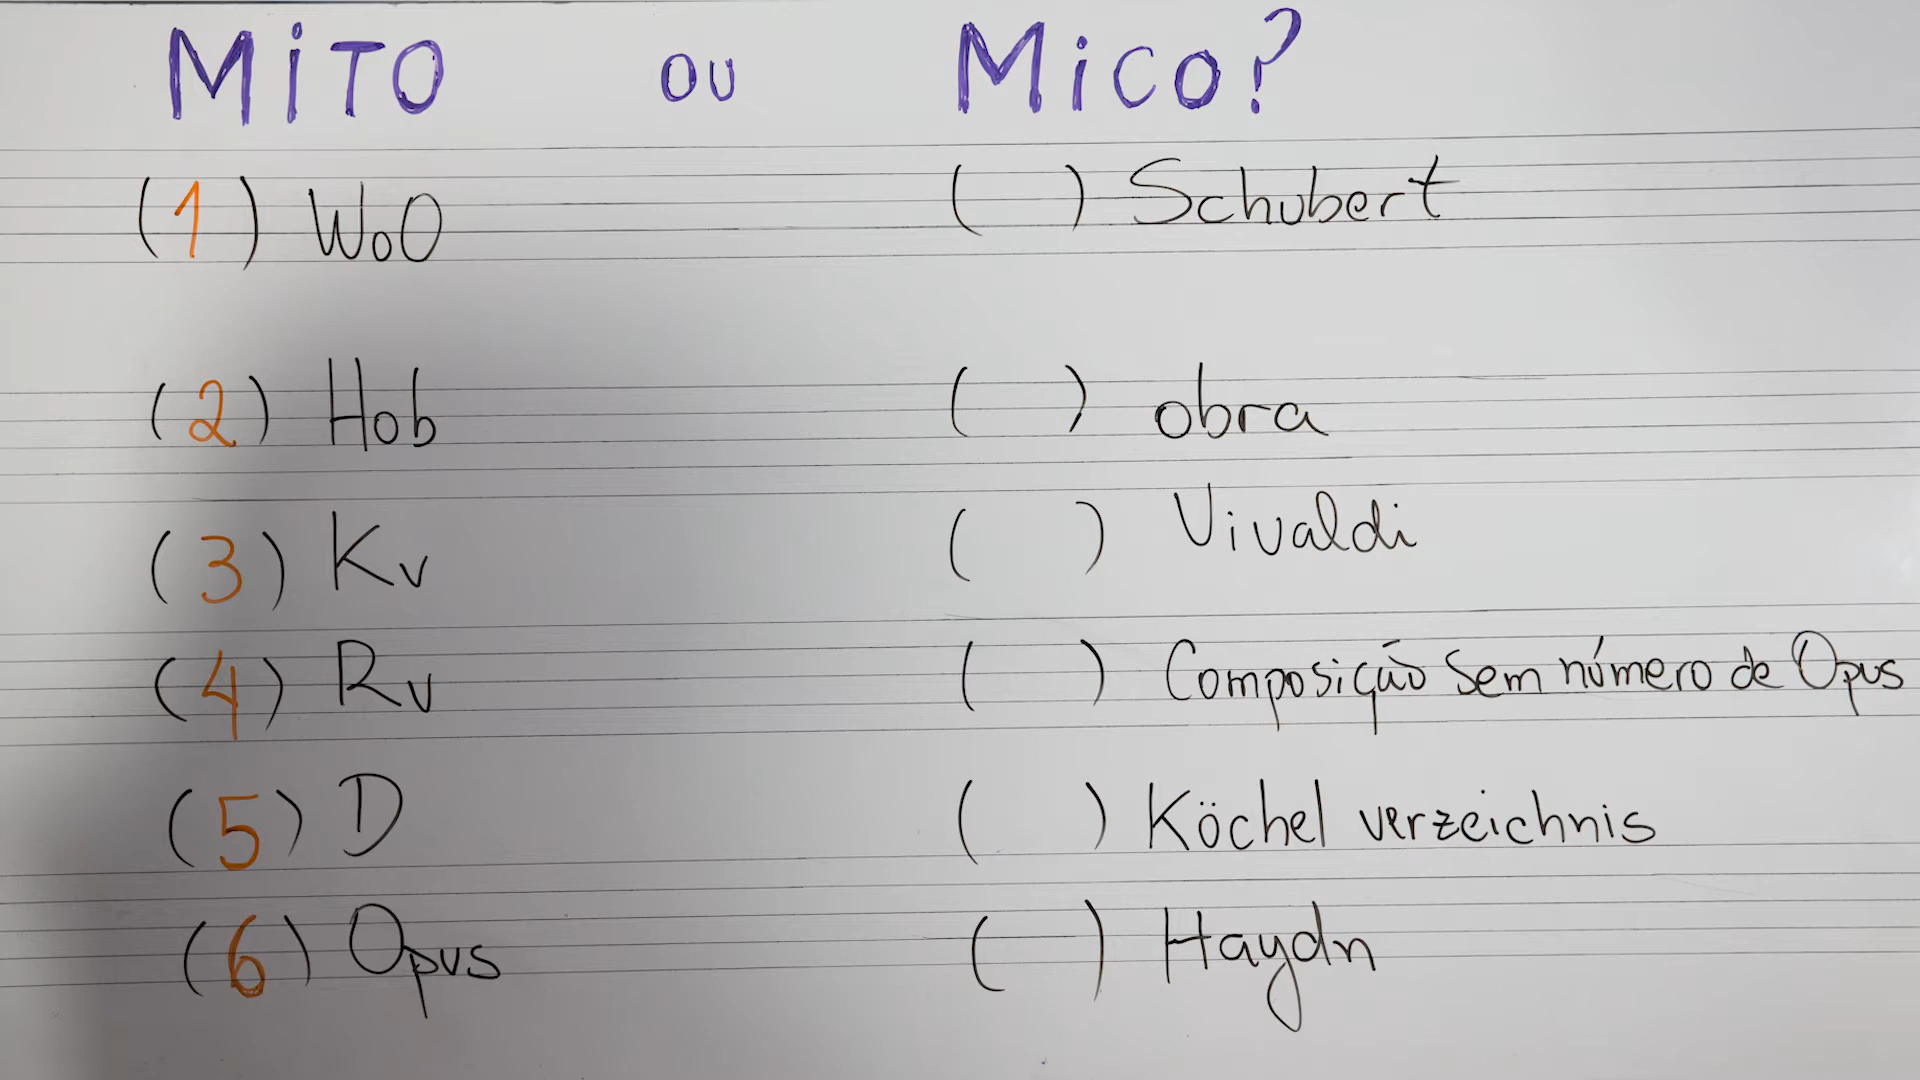 MiTO ou Mico?
(1) WoO ( ) Schubert
(2) Hob ( ) obra
(3) Kv ( ) Vivaldi
(4) Rv ( ) Composição sem número de Opus
(5) D ( ) Köchel verzeichnis
(6) Opus ( ) Haydn